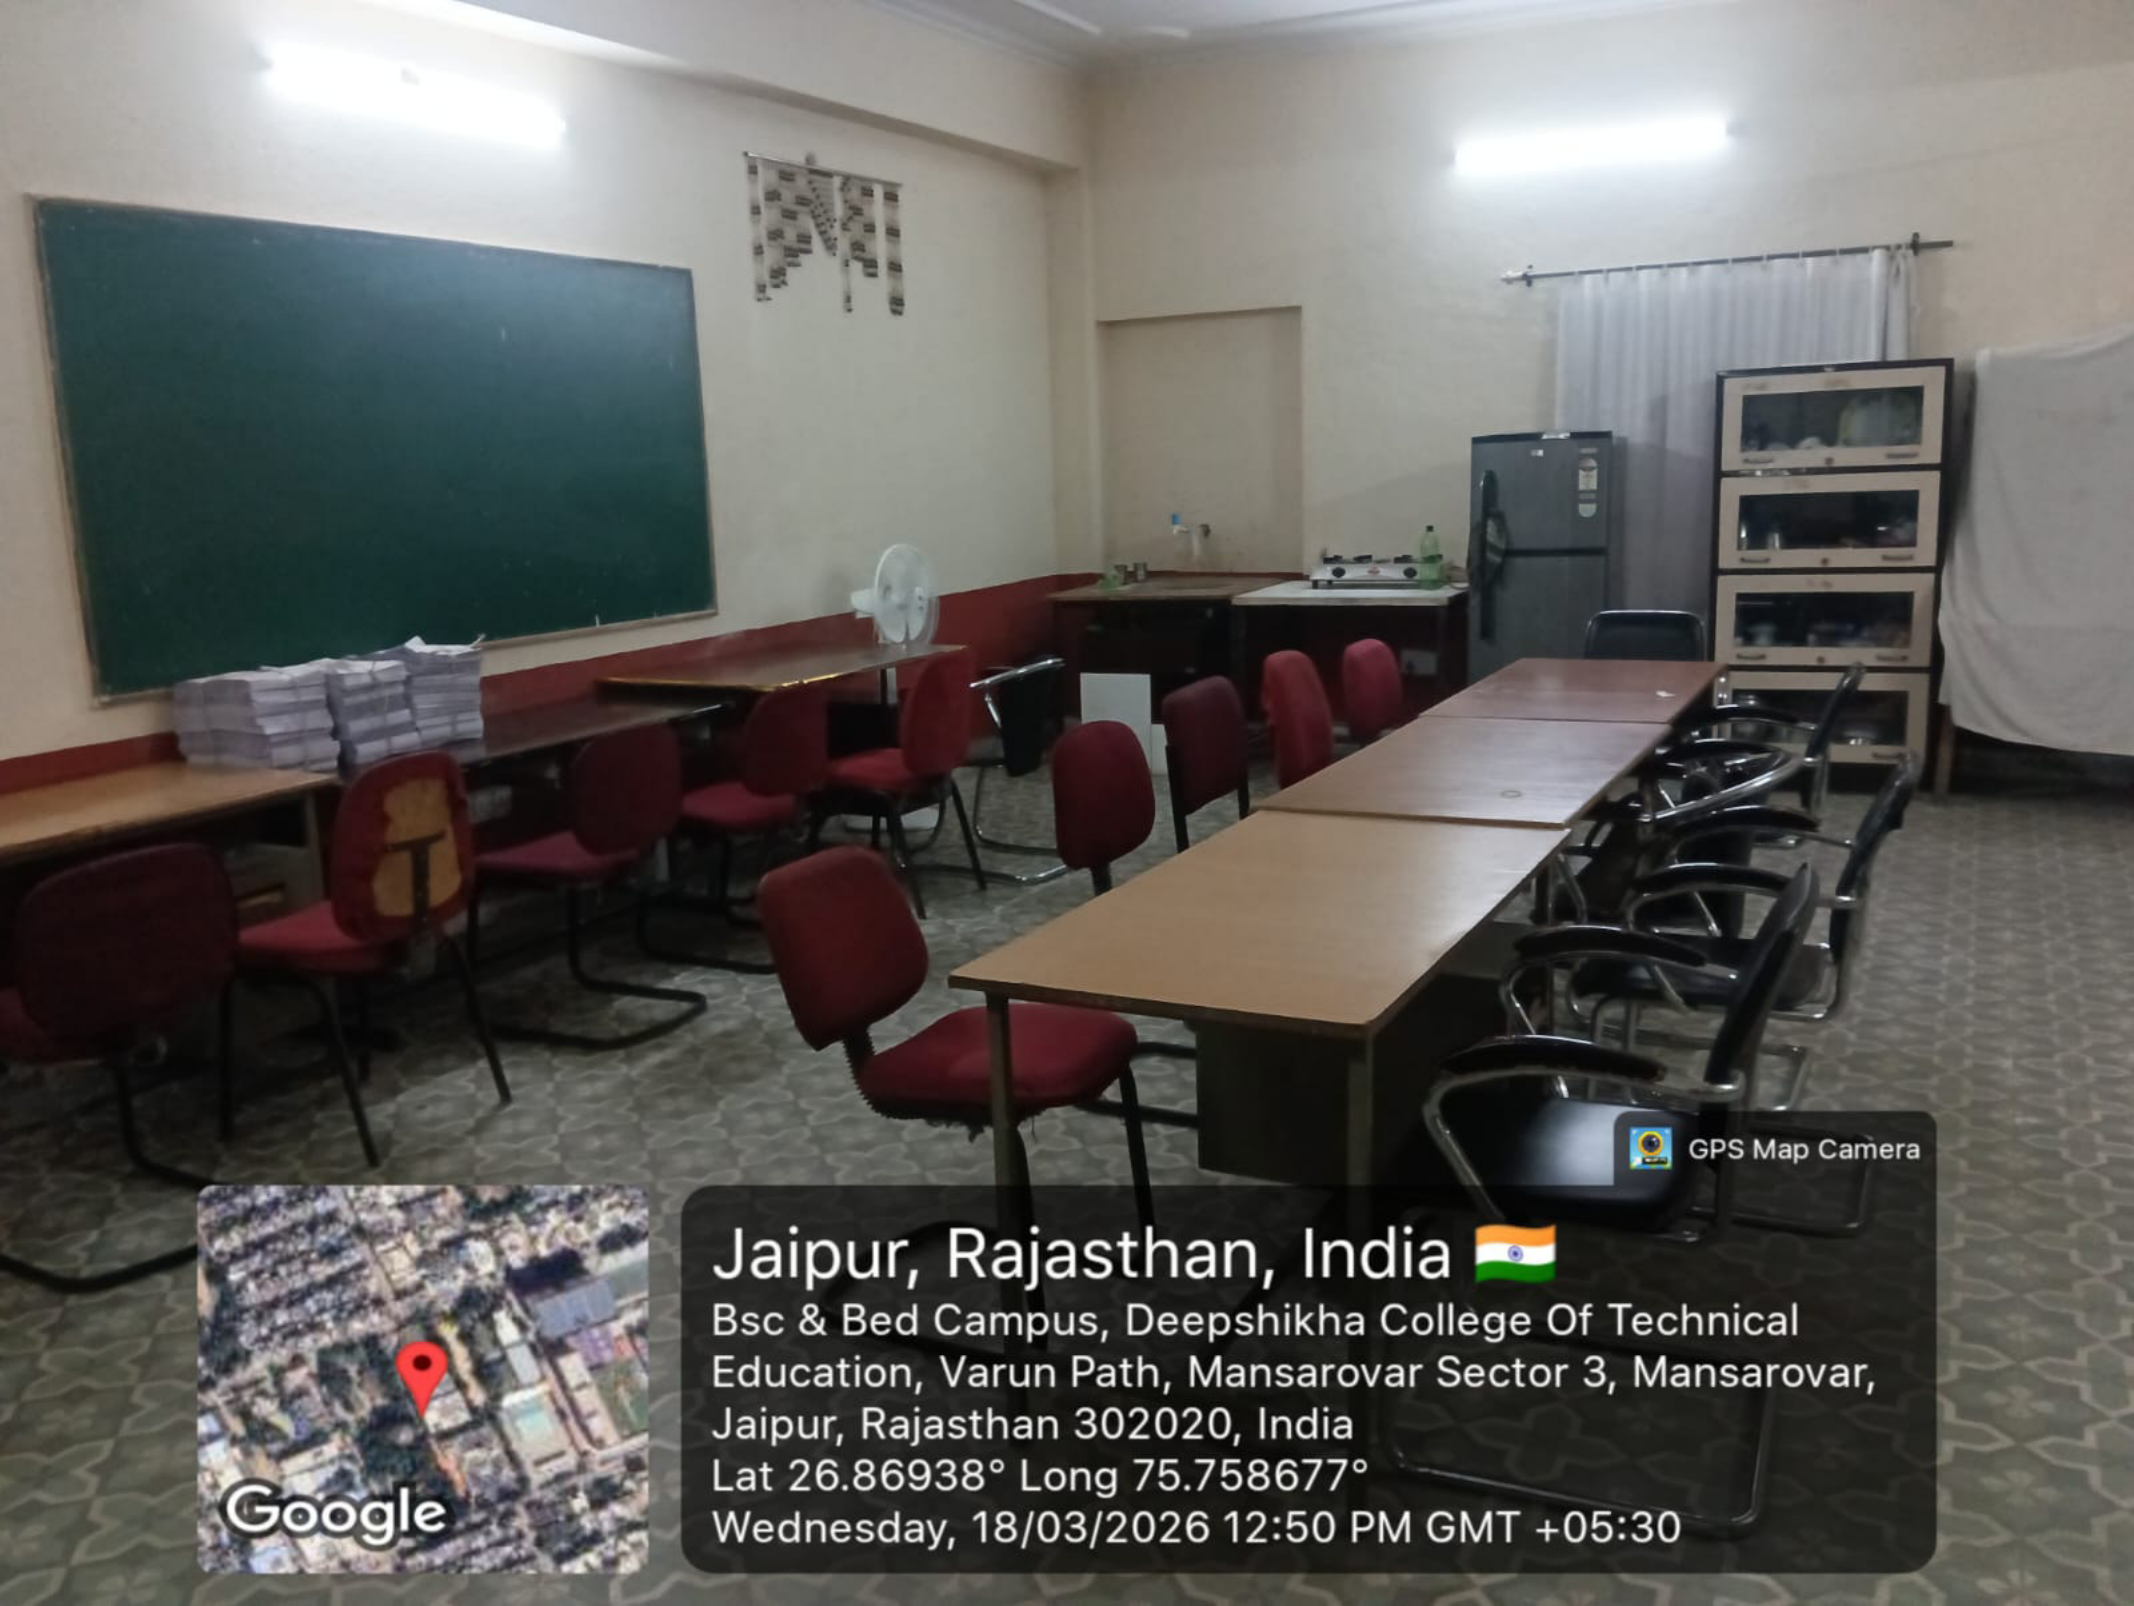 GPS Map Camera
Jaipur, Rajasthan, India
Bsc & Bed Campus, Deepshikha College Of Technical
Education, Varun Path, Mansarovar Sector 3, Mansarovar,
Jaipur, Rajasthan 302020, India
Lat 26.86938° Long 75.758677°
Wednesday, 18/03/2026 12:50 PM GMT +05:30
Google